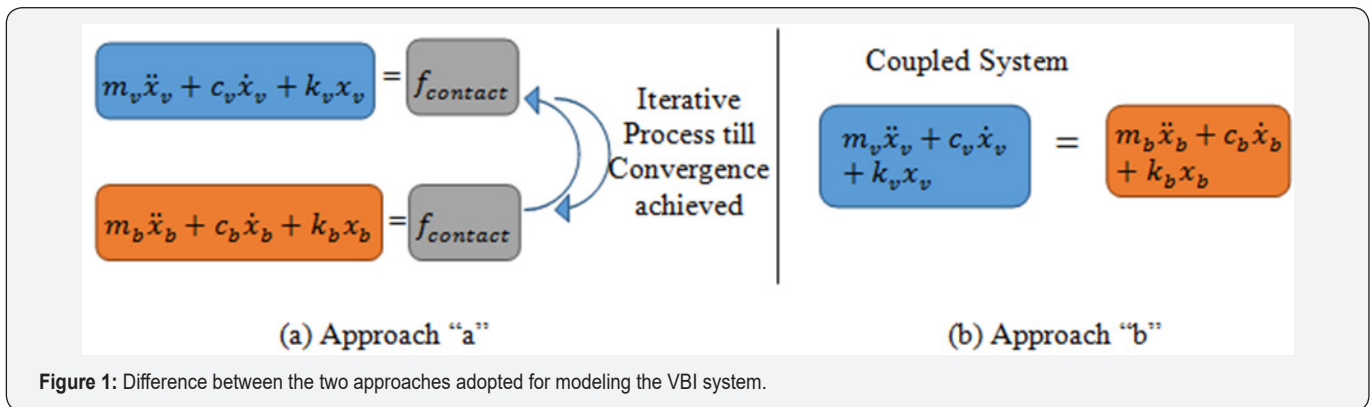 m_v ẍ_v + c_v ẋ_v + k_v x_v = f_contact
Iterative
Process till
Convergence
achieved
m_b ẍ_b + c_b ẋ_b + k_b x_b = f_contact
(a) Approach “a”
Coupled System
m_v ẍ_v + c_v ẋ_v
+ k_v x_v
=
m_b ẍ_b + c_b ẋ_b
+ k_b x_b
(b) Approach “b”
Figure 1: Difference between the two approaches adopted for modeling the VBI system.